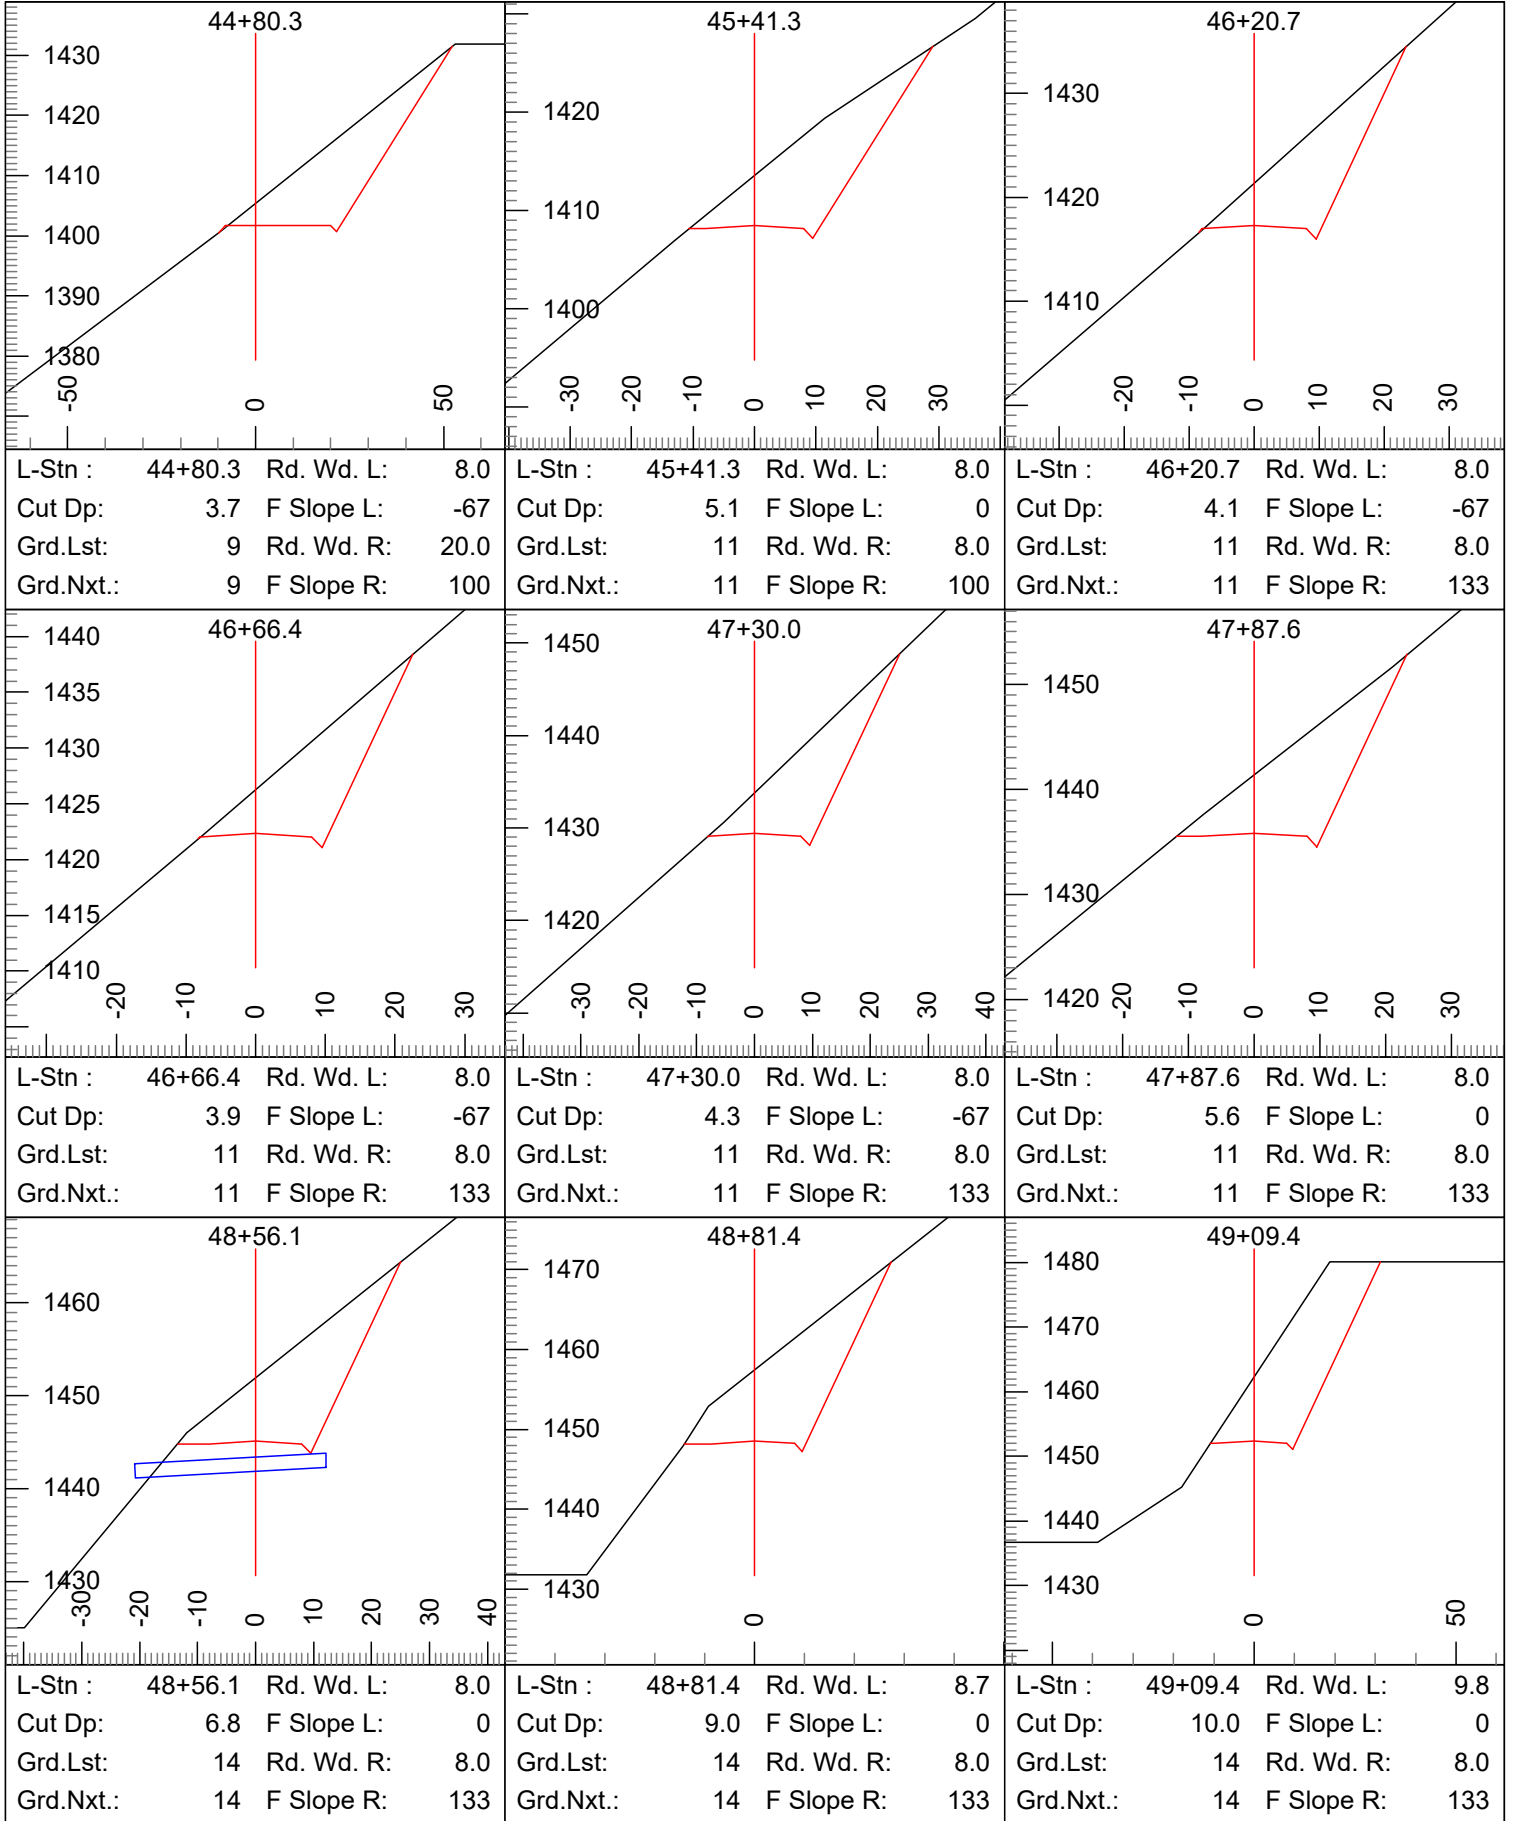 44+80.3
1430
1420
1410
1400
1390
1380
-50 0 50
L-Stn : 44+80.3 Rd. Wd. L: 8.0
Cut Dp: 3.7 F Slope L: -67
Grd.Lst: 9 Rd. Wd. R: 20.0
Grd.Nxt.: 9 F Slope R: 100
45+41.3
1420
1410
1400
-30 -20 -10 0 10 20 30
L-Stn : 45+41.3 Rd. Wd. L: 8.0
Cut Dp: 5.1 F Slope L: 0
Grd.Lst: 11 Rd. Wd. R: 8.0
Grd.Nxt.: 11 F Slope R: 100
46+20.7
1430
1420
1410
-20 -10 0 10 20 30
L-Stn : 46+20.7 Rd. Wd. L: 8.0
Cut Dp: 4.1 F Slope L: -67
Grd.Lst: 11 Rd. Wd. R: 8.0
Grd.Nxt.: 11 F Slope R: 133
46+66.4
1440
1435
1430
1425
1420
1415
1410
-20 -10 0 10 20 30
L-Stn : 46+66.4 Rd. Wd. L: 8.0
Cut Dp: 3.9 F Slope L: -67
Grd.Lst: 11 Rd. Wd. R: 8.0
Grd.Nxt.: 11 F Slope R: 133
47+30.0
1450
1440
1430
1420
-30 -20 -10 0 10 20 30 40
L-Stn : 47+30.0 Rd. Wd. L: 8.0
Cut Dp: 4.3 F Slope L: -67
Grd.Lst: 11 Rd. Wd. R: 8.0
Grd.Nxt.: 11 F Slope R: 133
47+87.6
1450
1440
1430
1420
-20 -10 0 10 20 30
L-Stn : 47+87.6 Rd. Wd. L: 8.0
Cut Dp: 5.6 F Slope L: 0
Grd.Lst: 11 Rd. Wd. R: 8.0
Grd.Nxt.: 11 F Slope R: 133
48+56.1
1460
1450
1440
1430
-30 -20 -10 0 10 20 30 40
L-Stn : 48+56.1 Rd. Wd. L: 8.0
Cut Dp: 6.8 F Slope L: 0
Grd.Lst: 14 Rd. Wd. R: 8.0
Grd.Nxt.: 14 F Slope R: 133
48+81.4
1470
1460
1450
1440
1430
0
L-Stn : 48+81.4 Rd. Wd. L: 8.7
Cut Dp: 9.0 F Slope L: 0
Grd.Lst: 14 Rd. Wd. R: 8.0
Grd.Nxt.: 14 F Slope R: 133
49+09.4
1480
1470
1460
1450
1440
1430
0 50
L-Stn : 49+09.4 Rd. Wd. L: 9.8
Cut Dp: 10.0 F Slope L: 0
Grd.Lst: 14 Rd. Wd. R: 8.0
Grd.Nxt.: 14 F Slope R: 133